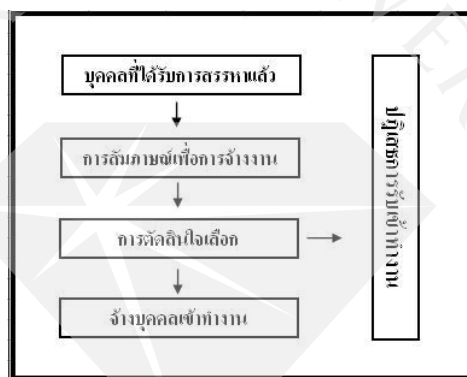 บุคคลที่ได้รับการสรรหาแล้ว
การสัมภาษณ์เพื่อการจ้างงาน
การตัดสินใจเลือก
จ้างบุคคลเข้าทำงาน
ปฏิเสธการรับเข้าทำงาน